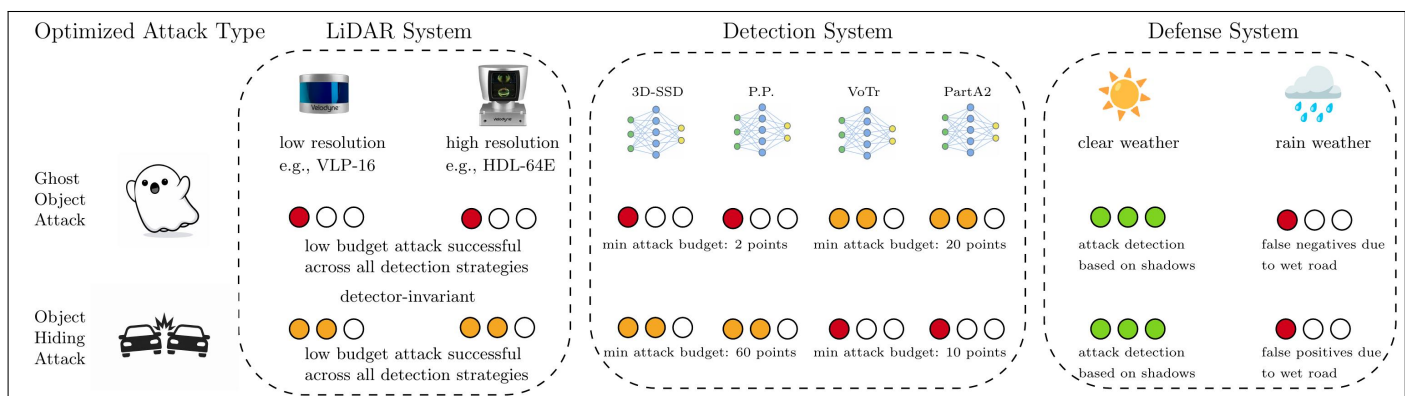 Optimized Attack Type
LiDAR System
Detection System
Defense System
Velodyne
Velodyne
3D-SSD
P.P.
VoTr
PartA2
low resolution
e.g., VLP-16
high resolution
e.g., HDL-64E
clear weather
rain weather
Ghost
Object
Attack
low budget attack successful
across all detection strategies
min attack budget: 2 points
min attack budget: 20 points
attack detection
based on shadows
false negatives due
to wet road
detector-invariant
Object
Hiding
Attack
low budget attack successful
across all detection strategies
min attack budget: 60 points
min attack budget: 10 points
attack detection
based on shadows
false positives due
to wet road